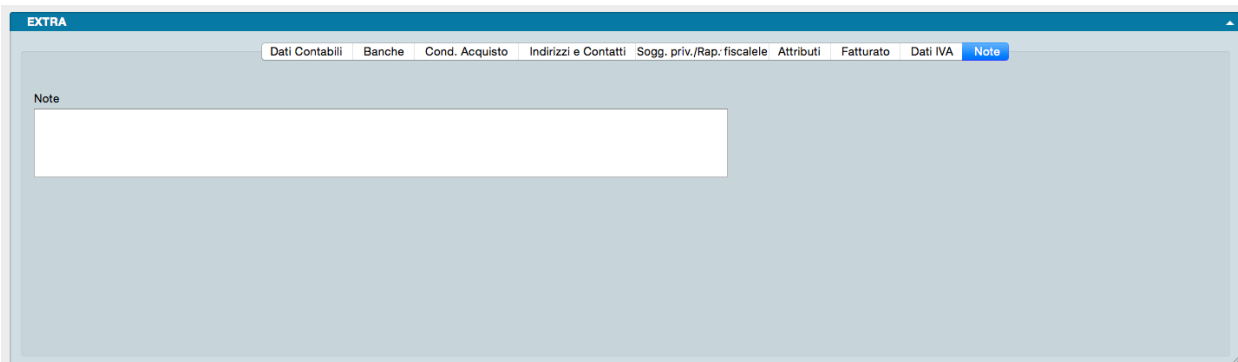 EXTRA
Dati Contabili Banche Cond. Acquisto Indirizzi e Contatti Sogg. priv./Rap. fiscalele Attributi Fatturato Dati IVA Note
Note